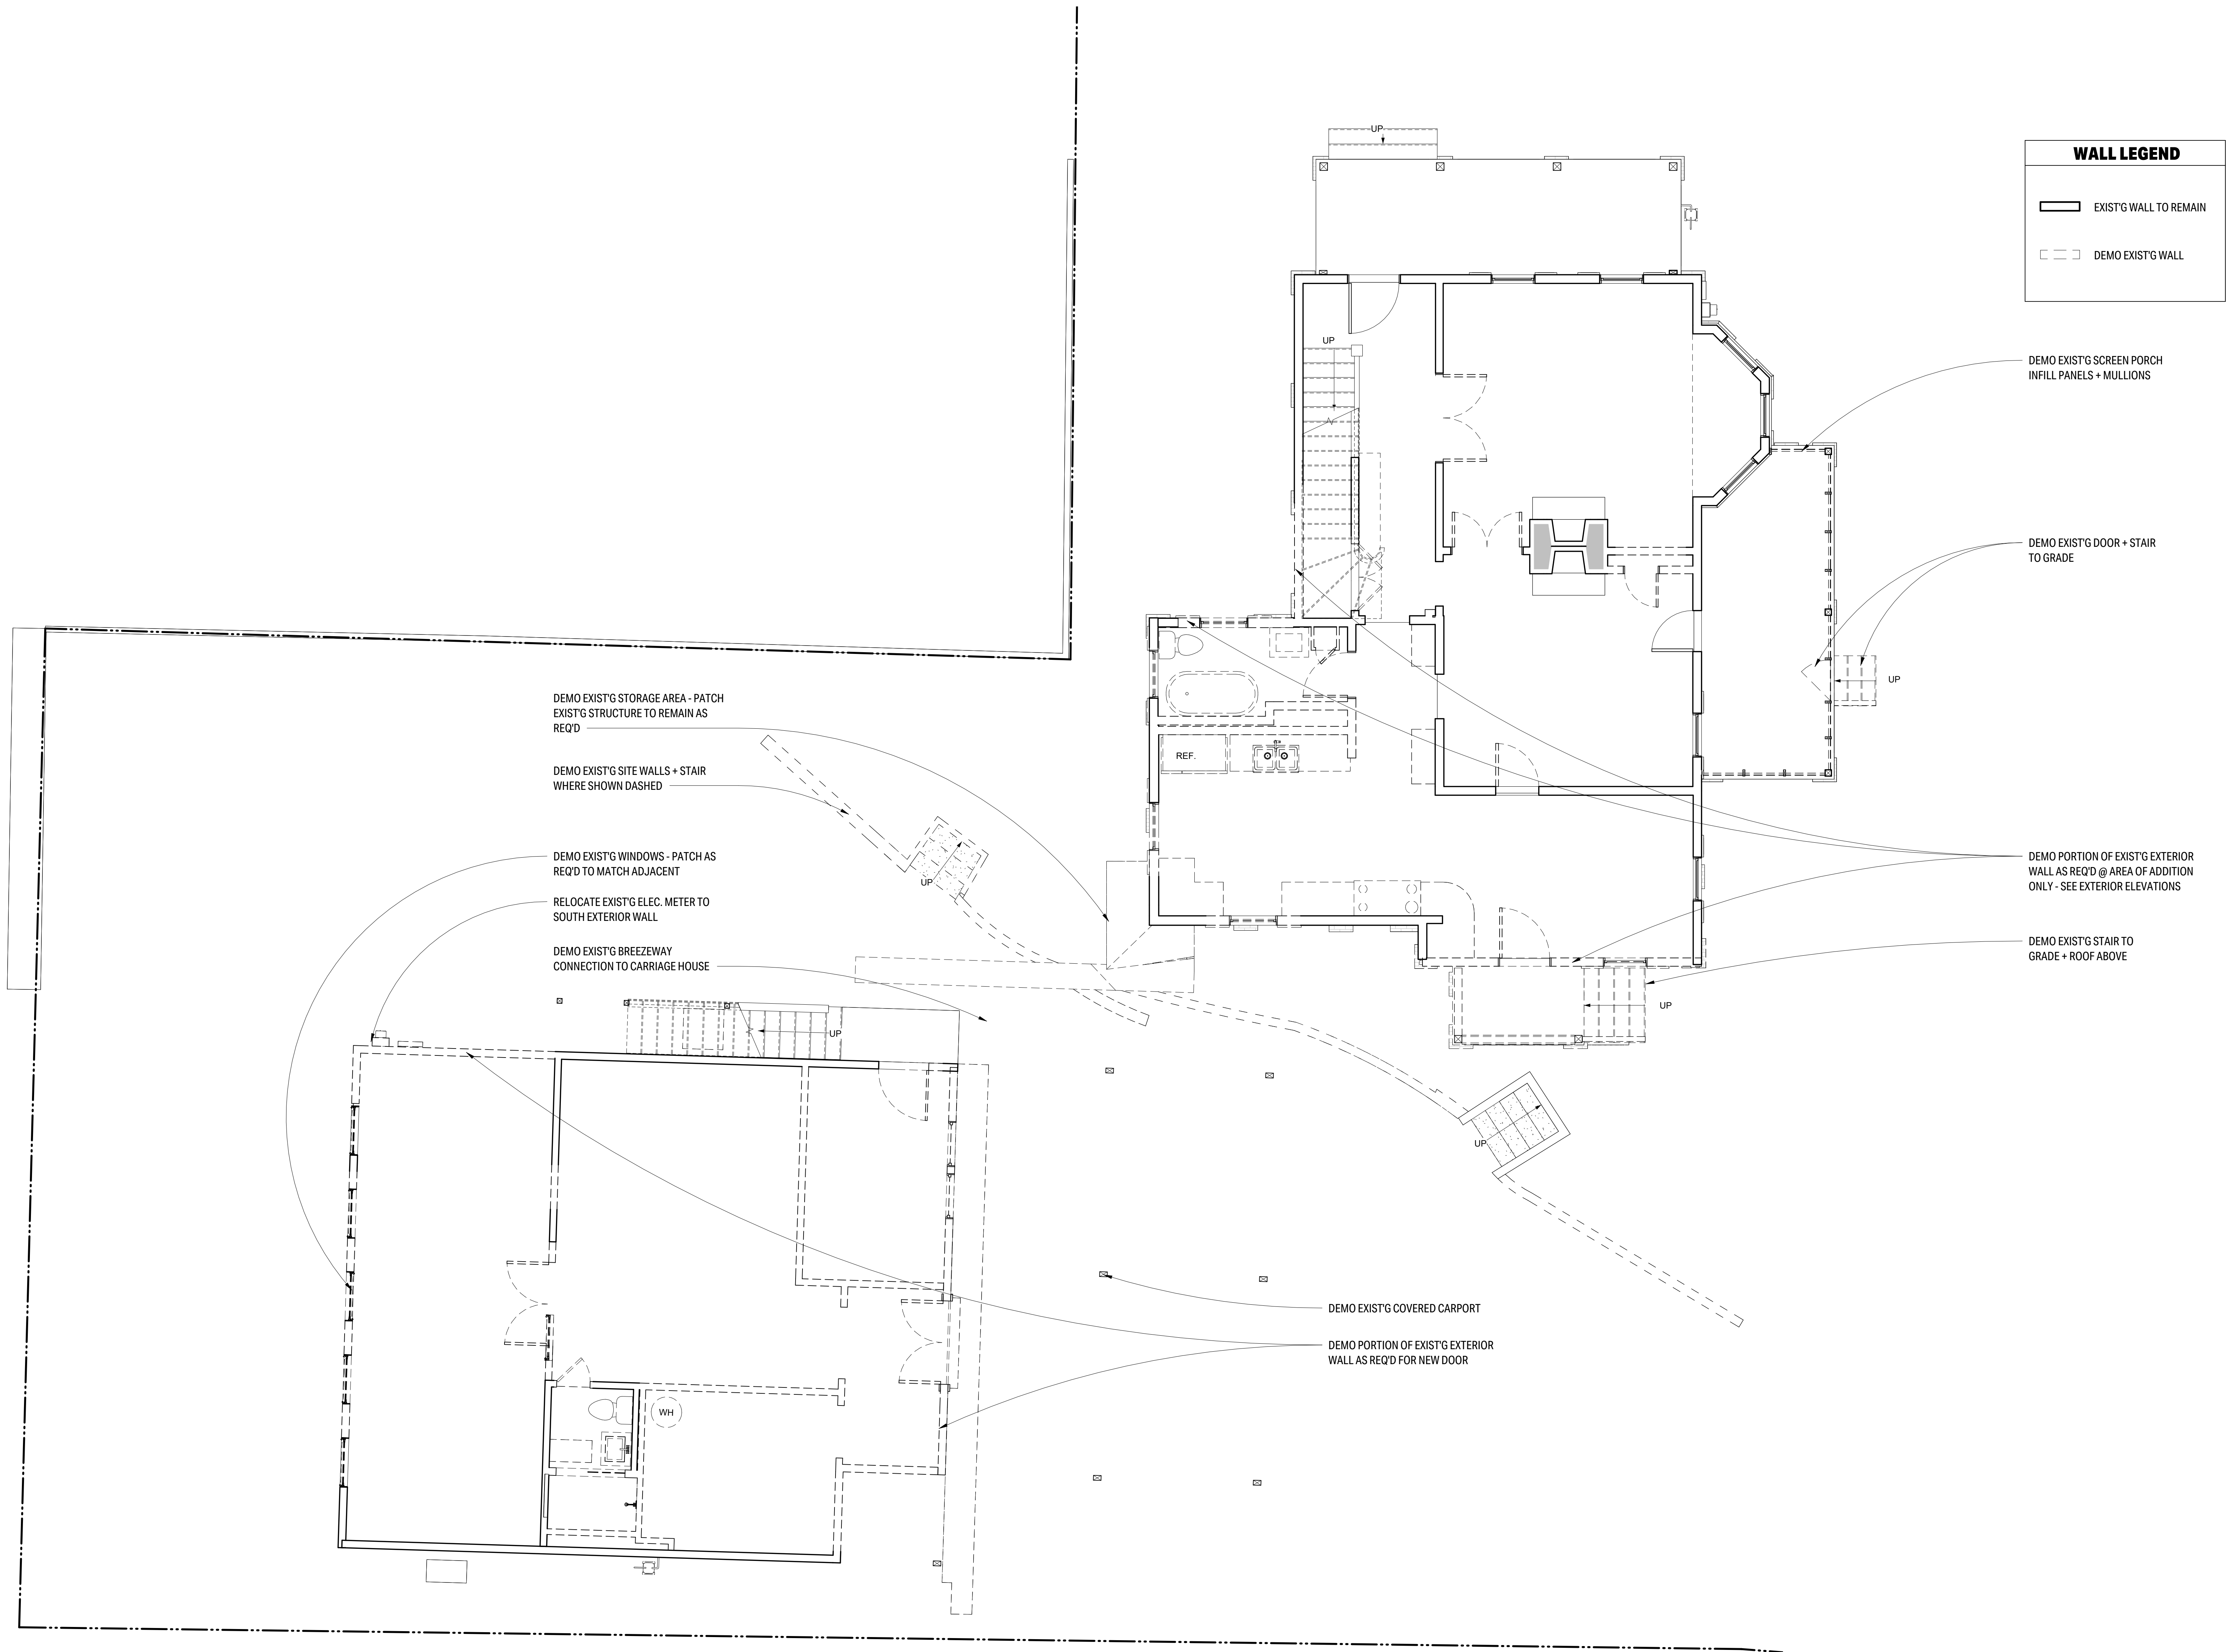 UP
WALL LEGEND
EXIST'G WALL TO REMAIN
DEMO EXIST'G WALL
UP
DEMO EXIST'G SCREEN PORCH
INFILL PANELS + MULLIONS
DEMO EXIST'G DOOR + STAIR
TO GRADE
UP
DEMO EXIST'G STORAGE AREA - PATCH
EXIST'G STRUCTURE TO REMAIN AS
REQ'D
REF.
DEMO EXIST'G SITE WALLS + STAIR
WHERE SHOWN DASHED
UP
DEMO EXIST'G WINDOWS - PATCH AS
REQ'D TO MATCH ADJACENT
RELOCATE EXIST'G ELEC. METER TO
SOUTH EXTERIOR WALL
DEMO EXIST'G BREEZEWAY
CONNECTION TO CARRIAGE HOUSE
DEMO PORTION OF EXIST'G EXTERIOR
WALL AS REQ'D @ AREA OF ADDITION
ONLY - SEE EXTERIOR ELEVATIONS
DEMO EXIST'G STAIR TO
GRADE + ROOF ABOVE
UP
UP
UP
DEMO EXIST'G COVERED CARPORT
DEMO PORTION OF EXIST'G EXTERIOR
WALL AS REQ'D FOR NEW DOOR
WH